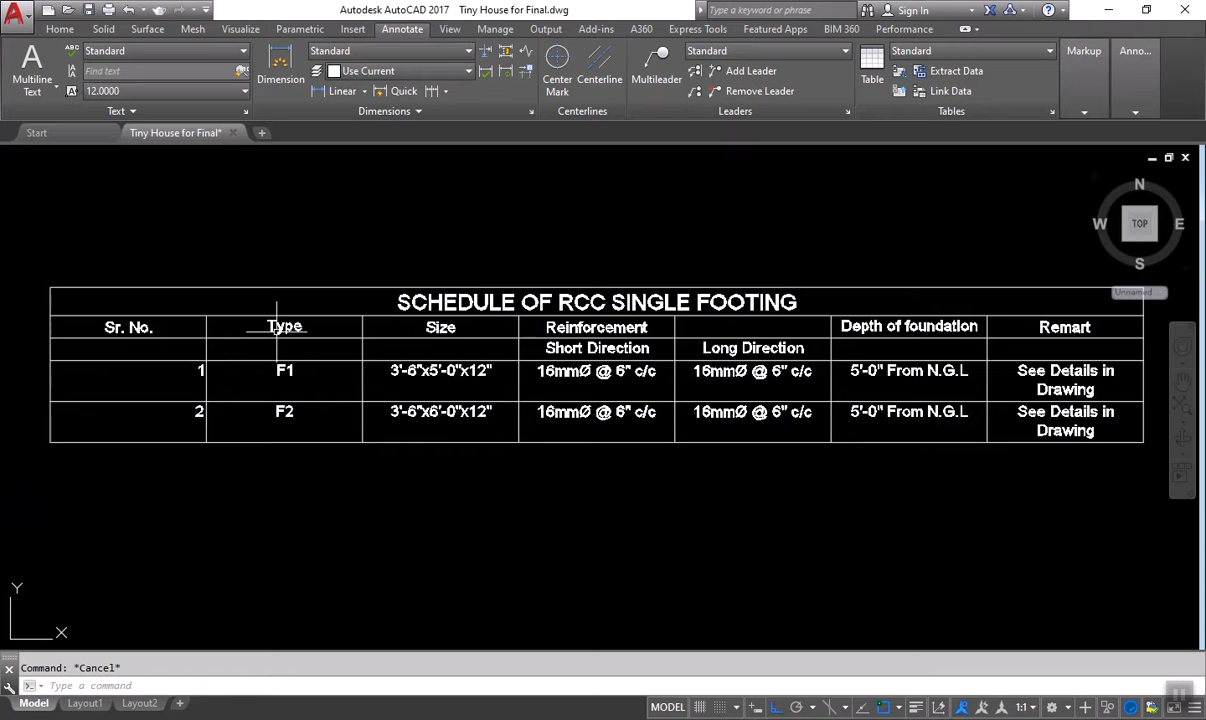 Autodesk AutoCAD 2017 Tiny House for Final.dwg
Type a keyword or phrase
Sign In
Home Solid Surface Mesh Visualize Parametric Insert Annotate View Manage Output Add-ins A360 Express Tools Featured Apps BIM 360 Performance
Standard
Find text
12.0000
Multiline
Text
Text
Dimension
Standard
Use Current
Linear Quick
Dimensions
Center
Mark
Centerline
Centerlines
Multileader
Standard
Add Leader
Remove Leader
Leaders
Table
Standard
Extract Data
Link Data
Tables
Markup
Anno...
Start
Tiny House for Final*
N
W TOP E
S
Unnamed
SCHEDULE OF RCC SINGLE FOOTING
Sr. No. Type Size Reinforcement Depth of foundation Remart
Short Direction Long Direction
1 F1 3'-6"x5'-0"x12" 16mmØ @ 6" c/c 16mmØ @ 6" c/c 5'-0" From N.G.L See Details in
Drawing
2 F2 3'-6"x6'-0"x12" 16mmØ @ 6" c/c 16mmØ @ 6" c/c 5'-0" From N.G.L See Details in
Drawing
Y
X
Command: *Cancel*
Type a command
Model Layout1 Layout2
MODEL
1:1